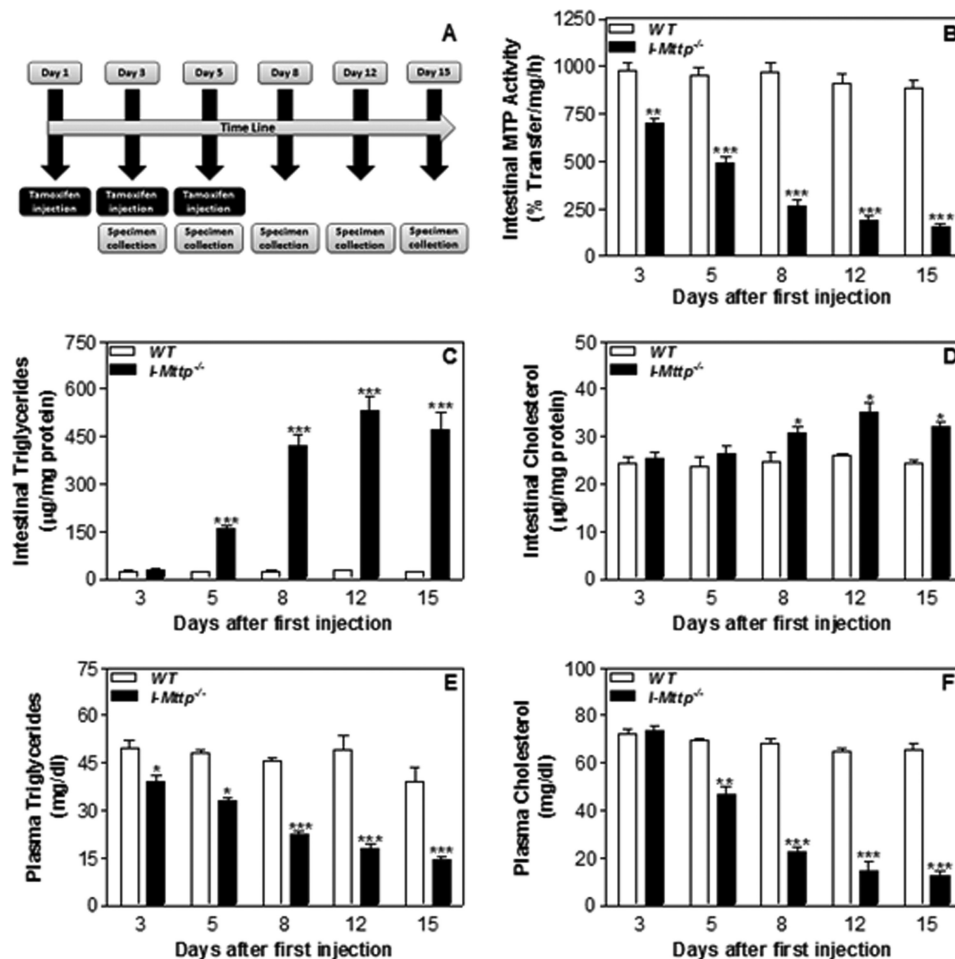 A
Day 1 Day 3 Day 5 Day 8 Day 12 Day 15
Time Line
Tamoxifen injection Tamoxifen injection Tamoxifen injection
Specimen collection Specimen collection Specimen collection Specimen collection Specimen collection
B
WT
I-Mttp-/-
Intestinal MTP Activity
(% Transfer/mg/h)
1250
1000
750
500
250
0
** *** *** *** ***
3 5 8 12 15
Days after first injection
C
WT
I-Mttp-/-
Intestinal Triglycerides
(µg/mg protein)
750
600
450
300
150
0
*** *** *** ***
3 5 8 12 15
Days after first injection
D
WT
I-Mttp-/-
Intestinal Cholesterol
(µg/mg protein)
50
40
30
20
10
0
* * *
3 5 8 12 15
Days after first injection
E
WT
I-Mttp-/-
Plasma Triglycerides
(mg/dl)
75
60
45
30
15
0
* * *** *** ***
3 5 8 12 15
Days after first injection
F
WT
I-Mttp-/-
Plasma Cholesterol
(mg/dl)
100
80
60
40
20
0
** *** *** ***
3 5 8 12 15
Days after first injection